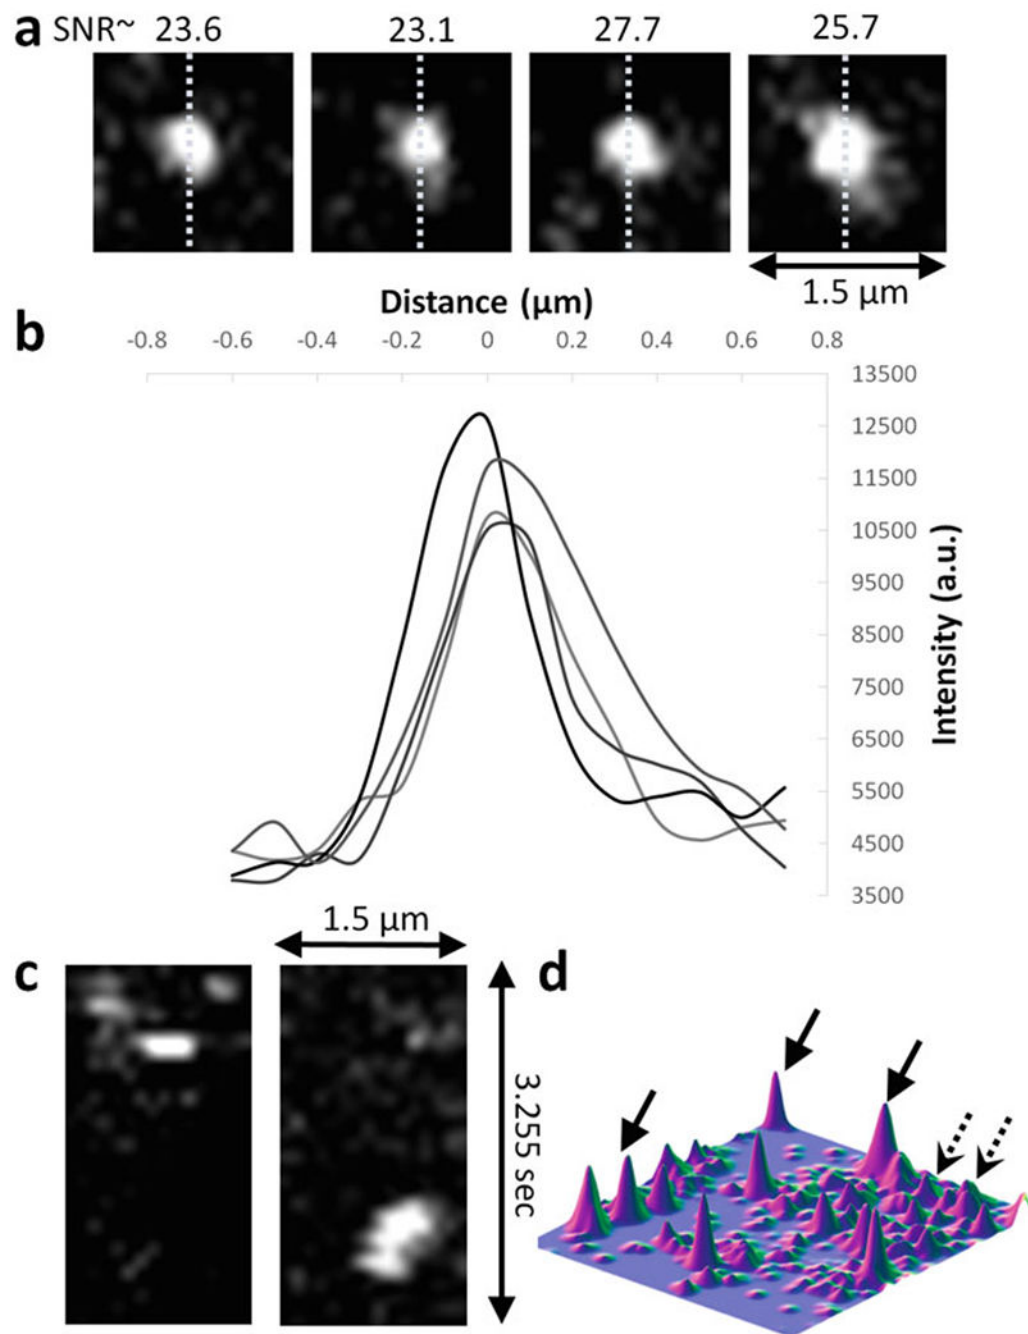 a SNR~ 23.6 23.1 27.7 25.7
1.5 µm
Distance (µm)
b
-0.8 -0.6 -0.4 -0.2 0 0.2 0.4 0.6 0.8
13500
12500
11500
10500
9500
8500
7500
6500
5500
4500
3500
Intensity (a.u.)
1.5 µm
c
3.255 sec
d